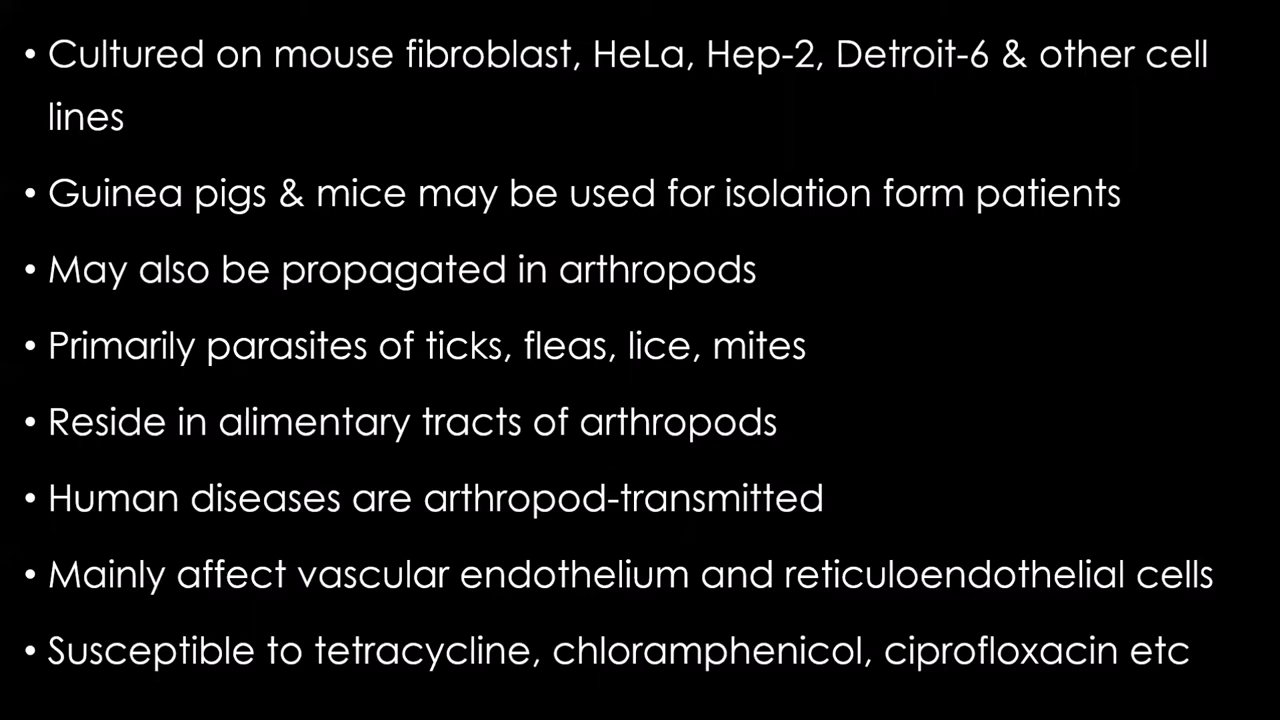 • Cultured on mouse fibroblast, HeLa, Hep-2, Detroit-6 & other cell
lines
• Guinea pigs & mice may be used for isolation form patients
• May also be propagated in arthropods
• Primarily parasites of ticks, fleas, lice, mites
• Reside in alimentary tracts of arthropods
• Human diseases are arthropod-transmitted
• Mainly affect vascular endothelium and reticuloendothelial cells
• Susceptible to tetracycline, chloramphenicol, ciprofloxacin etc